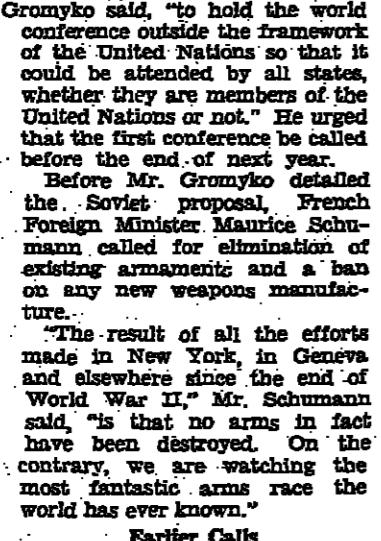 Gromyko said, "to hold the world
conference outside the framework
of the United Nations so that it
could be attended by all states,
whether they are members of the
United Nations or not." He urged
that the first conference be called
before the end of next year.
Before Mr. Gromyko detailed
the Soviet proposal, French
Foreign Minister Maurice Schu-
mann called for elimination of
existing armaments and a ban
on any new weapons manufac-
ture.
"The result of all the efforts
made in New York, in Geneva
and elsewhere since the end of
World War II," Mr. Schumann
said, "is that no arms in fact
have been destroyed. On the
contrary, we are watching the
most fantastic arms race the
world has ever known."
Earlier Calls